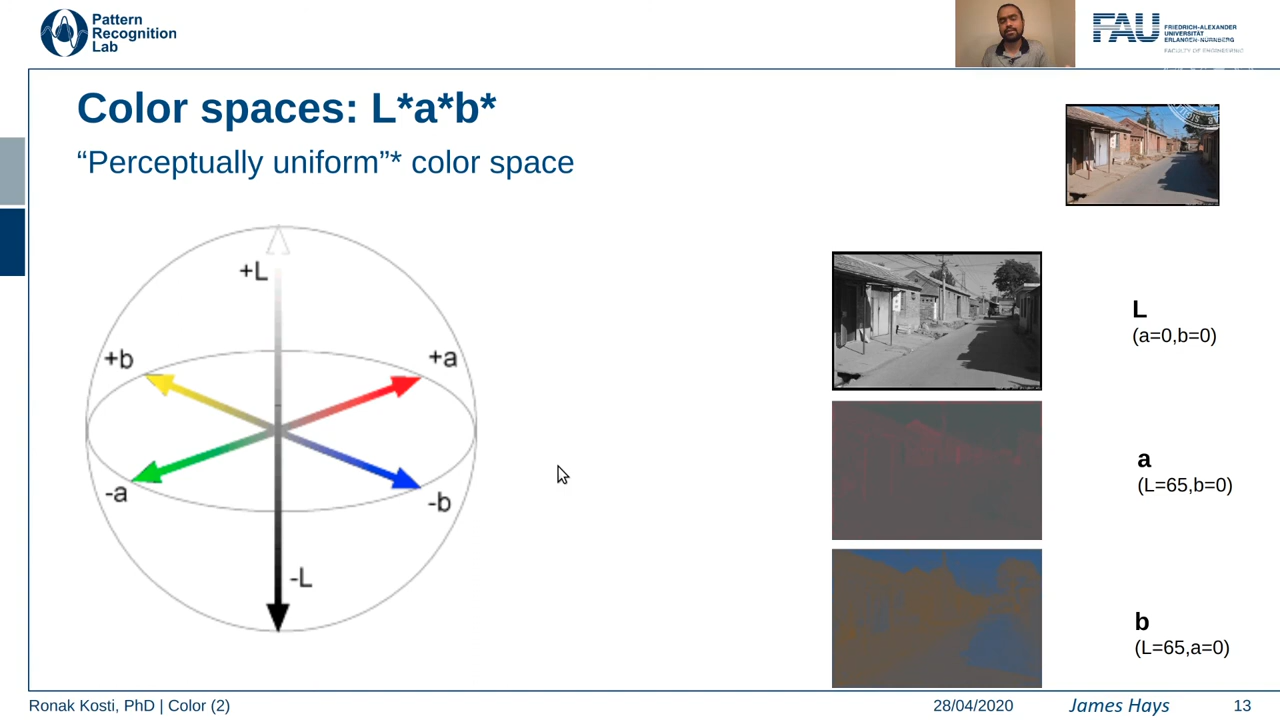 Pattern
Recognition
Lab
FAU
FRIEDRICH-ALEXANDER
UNIVERSITÄT
ERLANGEN-NÜRNBERG
FACULTY OF ENGINEERING
Color spaces: L*a*b*
“Perceptually uniform”* color space
+L
+b
+a
-a
-b
-L
L
(a=0,b=0)
a
(L=65,b=0)
b
(L=65,a=0)
Ronak Kosti, PhD | Color (2)
28/04/2020
James Hays
13